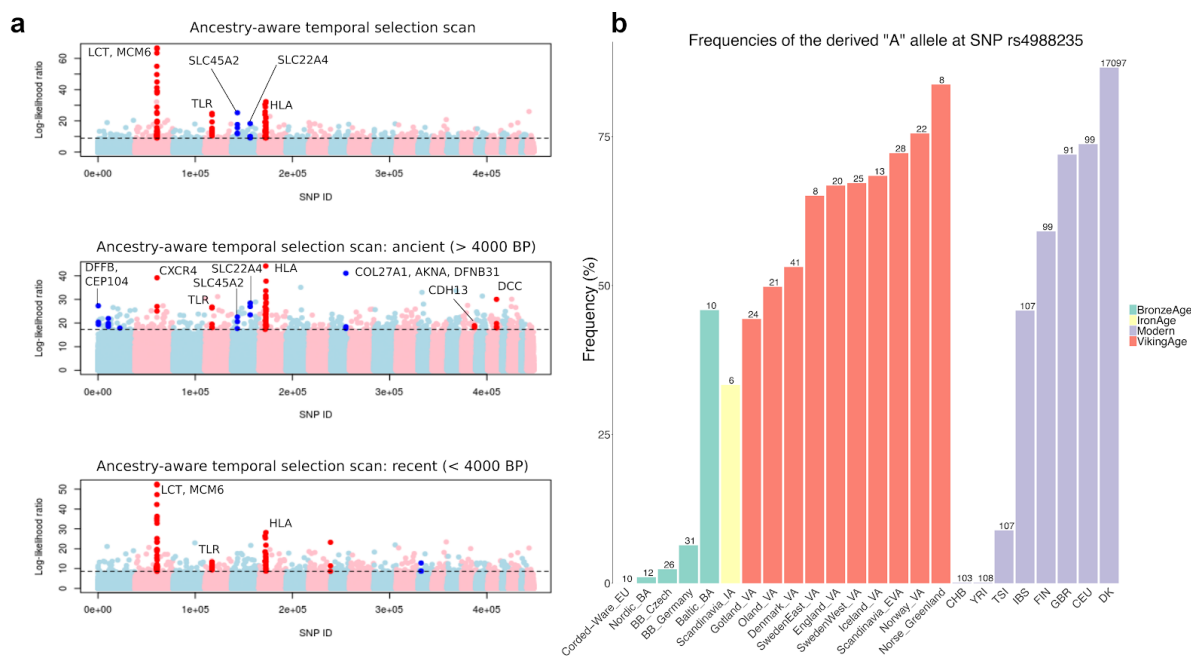 a
Ancestry-aware temporal selection scan
LCT, MCM6
SLC45A2
SLC22A4
TLR
HLA
Log-likelihood ratio
0
20
40
60
0e+00
1e+05
2e+05
3e+05
4e+05
SNP ID
Ancestry-aware temporal selection scan: ancient (> 4000 BP)
DFFB,
CEP104
CXCR4
SLC22A4
SLC45A2
TLR
HLA
COL27A1, AKNA, DFNB31
CDH13
DCC
Log-likelihood ratio
0
10
20
30
40
0e+00
1e+05
2e+05
3e+05
4e+05
SNP ID
Ancestry-aware temporal selection scan: recent (< 4000 BP)
LCT, MCM6
TLR
HLA
Log-likelihood ratio
0
10
20
30
40
50
0e+00
1e+05
2e+05
3e+05
4e+05
SNP ID
b
Frequencies of the derived "A" allele at SNP rs4988235
Frequency (%)
0
25
50
75
10
12
26
31
10
6
24
21
41
8
20
25
13
28
22
8
103
108
107
107
99
91
99
17097
Corded-Ware_EU
Nordic_BA
BB_Czech
BB_Germany
Baltic_BA
Scandinavia_IA
Gotland_VA
Oland_VA
Denmark_VA
SwedenEast_VA
England_VA
SwedenWest_VA
Iceland_VA
Scandinavia_EVA
Norway_VA
Norse_Greenland
CHB
YRI
TSI
IBS
FIN
GBR
CEU
DK
BronzeAge
IronAge
Modern
VikingAge